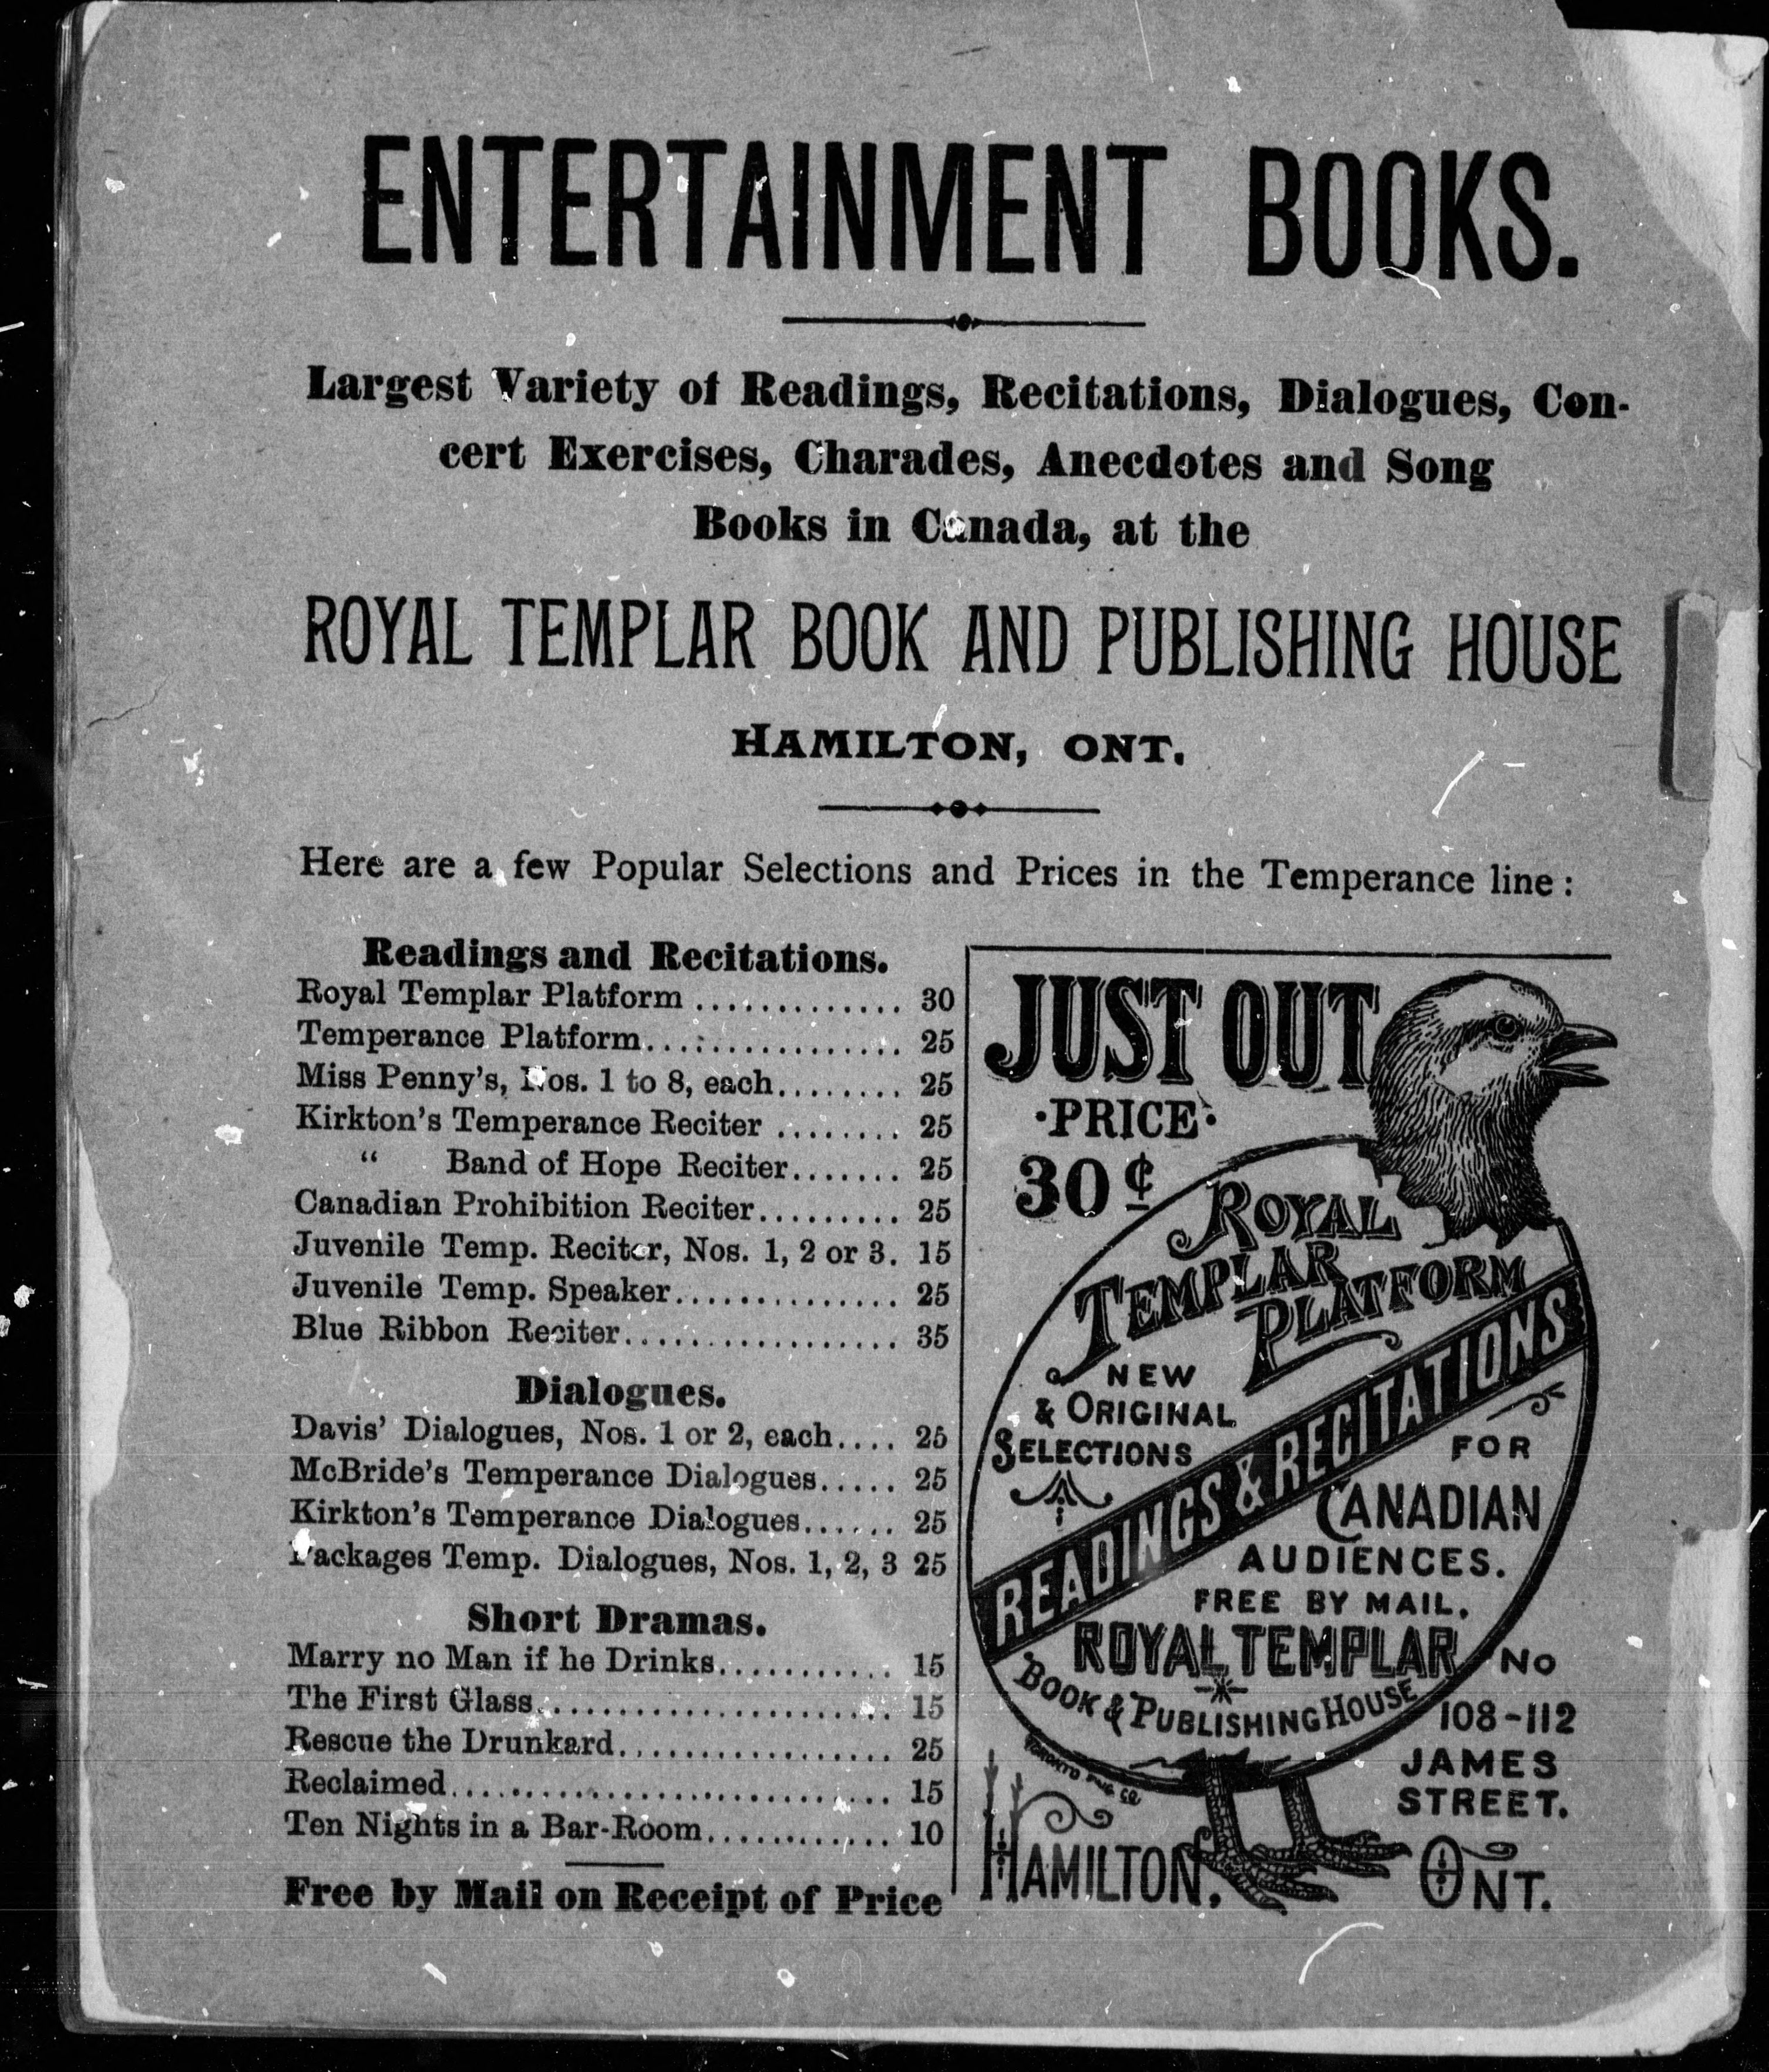 ENTERTAINMENT BOOKS.
Largest Variety of Readings, Recitations, Dialogues, Con-
cert Exercises, Charades, Anecdotes and Song
Books in Canada, at the
ROYAL TEMPLAR BOOK AND PUBLISHING HOUSE
HAMILTON, ONT.
Here are a few Popular Selections and Prices in the Temperance line:
Readings and Recitations.
Royal Templar Platform .............. 30
Temperance Platform.................. 25
Miss Penny's, Nos. 1 to 8, each........ 25
Kirkton's Temperance Reciter ........ 25
" Band of Hope Reciter....... 25
Canadian Prohibition Reciter......... 25
Juvenile Temp. Reciter, Nos. 1, 2 or 3. 15
Juvenile Temp. Speaker............... 25
Blue Ribbon Reciter.................. 35
Dialogues.
Davis' Dialogues, Nos. 1 or 2, each.... 25
McBride's Temperance Dialogues..... 25
Kirkton's Temperance Dialogues...... 25
Packages Temp. Dialogues, Nos. 1, 2, 3 25
Short Dramas.
Marry no Man if he Drinks........... 15
The First Glass........................ 15
Rescue the Drunkard.................. 25
Reclaimed............................. 15
Ten Nights in a Bar-Room............ 10
Free by Mail on Receipt of Price
JUST OUT
·PRICE·
30¢
ROYAL
TEMPLAR
PLATFORM
NEW
& ORIGINAL
SELECTIONS
READINGS & RECITATIONS
FOR
CANADIAN
AUDIENCES.
FREE BY MAIL.
ROYAL TEMPLAR
BOOK & PUBLISHING HOUSE
No
108-112
JAMES
STREET.
TORONTO ENG. CO
HAMILTON, ONT.